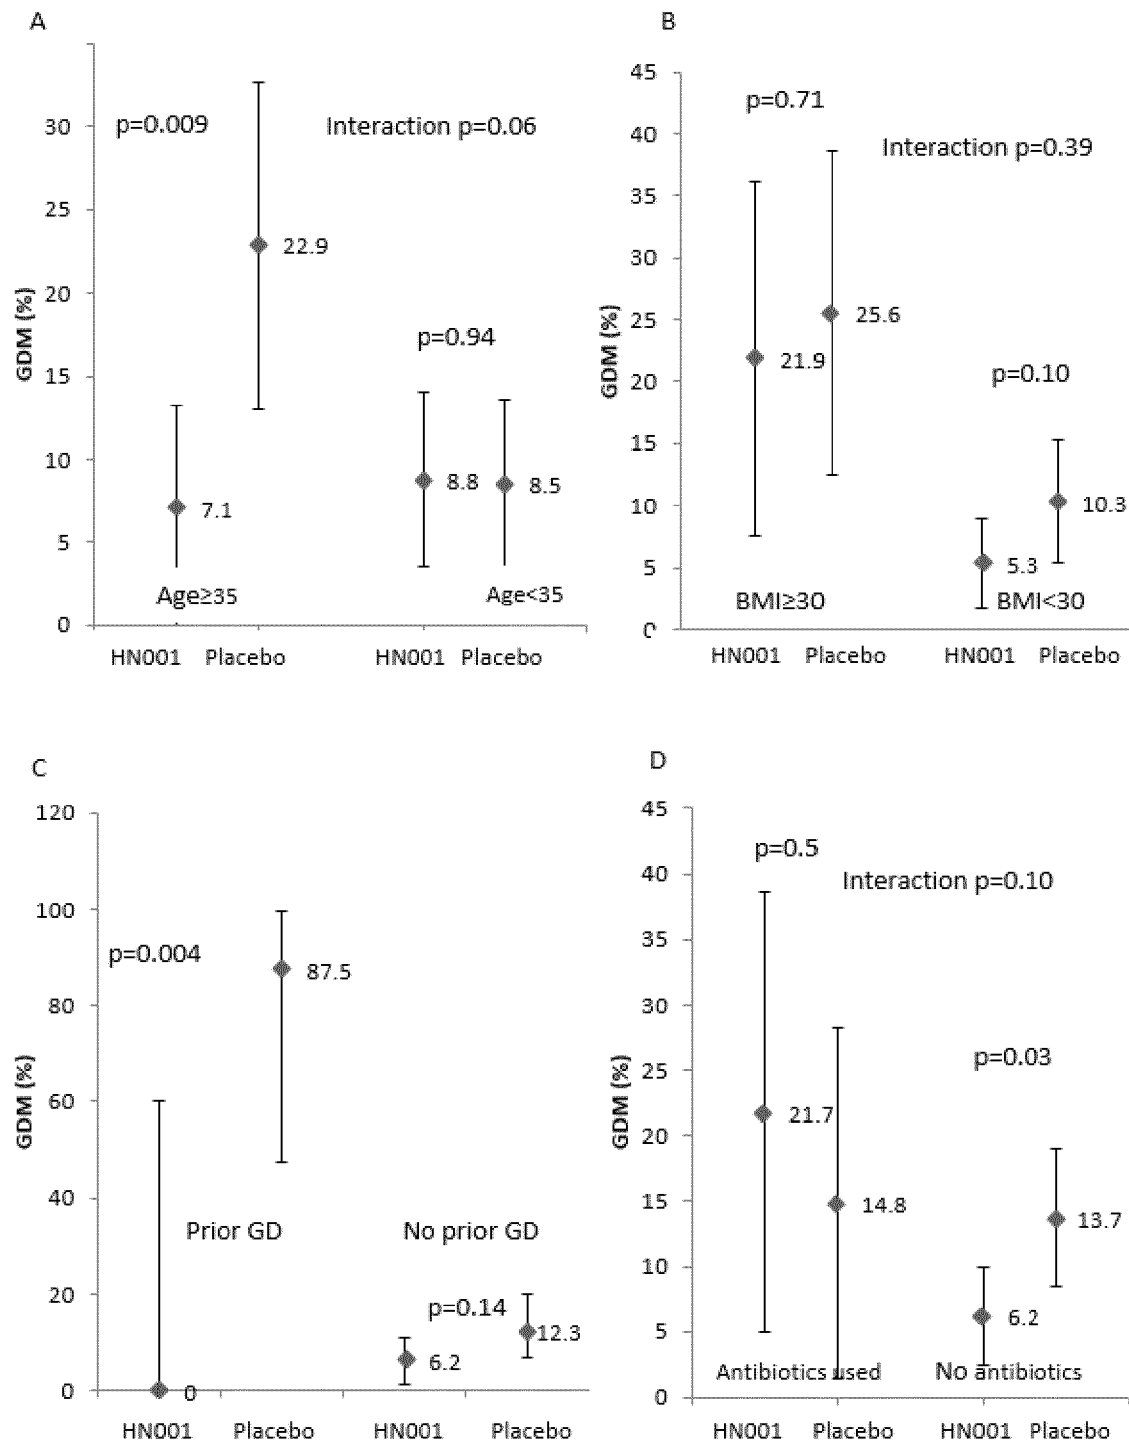 A
GDM (%)
30
25
20
15
10
5
0
p=0.009
Interaction p=0.06
22.9
p=0.94
7.1
8.8
8.5
Age≥35
Age<35
HN001 Placebo HN001 Placebo
B
GDM (%)
45
40
35
30
25
20
15
10
5
0
p=0.71
Interaction p=0.39
21.9
25.6
p=0.10
5.3
10.3
BMI≥30
BMI<30
HN001 Placebo HN001 Placebo
C
GDM (%)
120
100
80
60
40
20
0
p=0.004
87.5
Prior GD
No prior GD
p=0.14
0
6.2
12.3
HN001 Placebo HN001 Placebo
D
GDM (%)
45
40
35
30
25
20
15
10
5
0
p=0.5
Interaction p=0.10
p=0.03
21.7
14.8
6.2
13.7
Antibiotics used
No antibiotics
HN001 Placebo HN001 Placebo